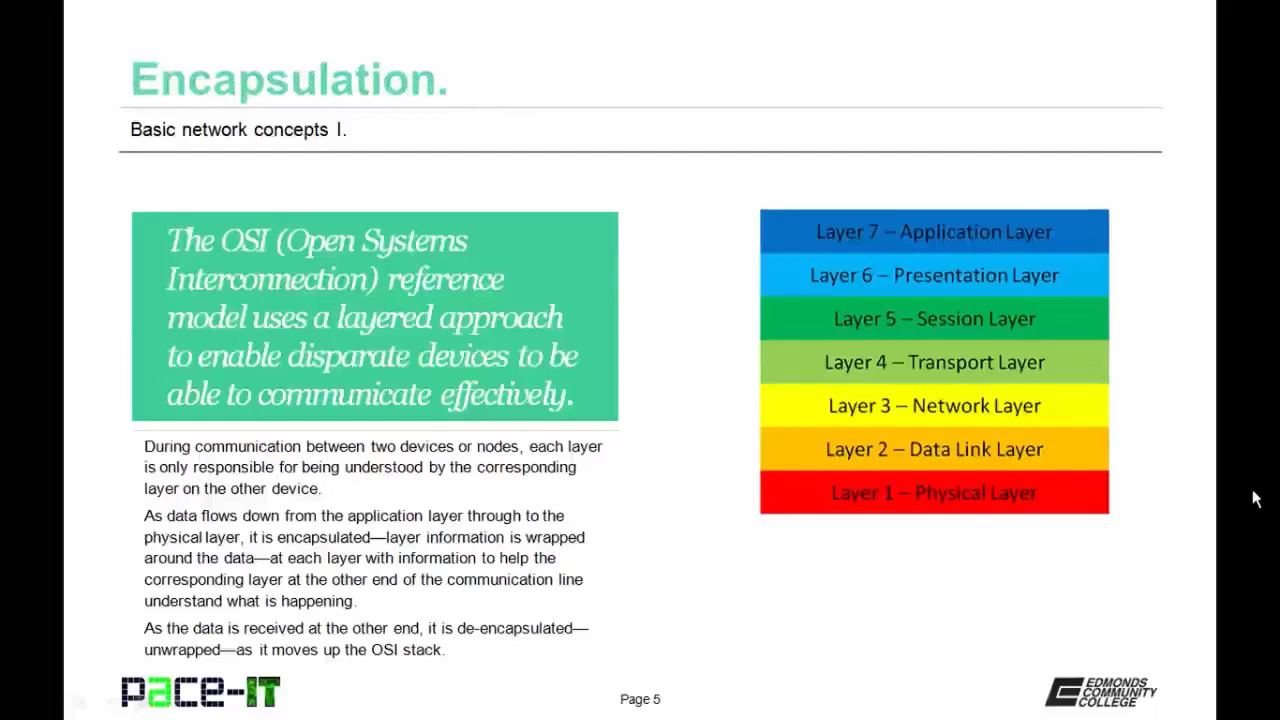 Encapsulation.
Basic network concepts I.
The OSI (Open Systems
Interconnection) reference
model uses a layered approach
to enable disparate devices to be
able to communicate effectively.
During communication between two devices or nodes, each layer
is only responsible for being understood by the corresponding
layer on the other device.
As data flows down from the application layer through to the
physical layer, it is encapsulated—layer information is wrapped
around the data—at each layer with information to help the
corresponding layer at the other end of the communication line
understand what is happening.
As the data is received at the other end, it is de-encapsulated—
unwrapped—as it moves up the OSI stack.
Layer 7 – Application Layer
Layer 6 – Presentation Layer
Layer 5 – Session Layer
Layer 4 – Transport Layer
Layer 3 – Network Layer
Layer 2 – Data Link Layer
Layer 1 – Physical Layer
pace-IT
Page 5
EDMONDS
COMMUNITY
COLLEGE